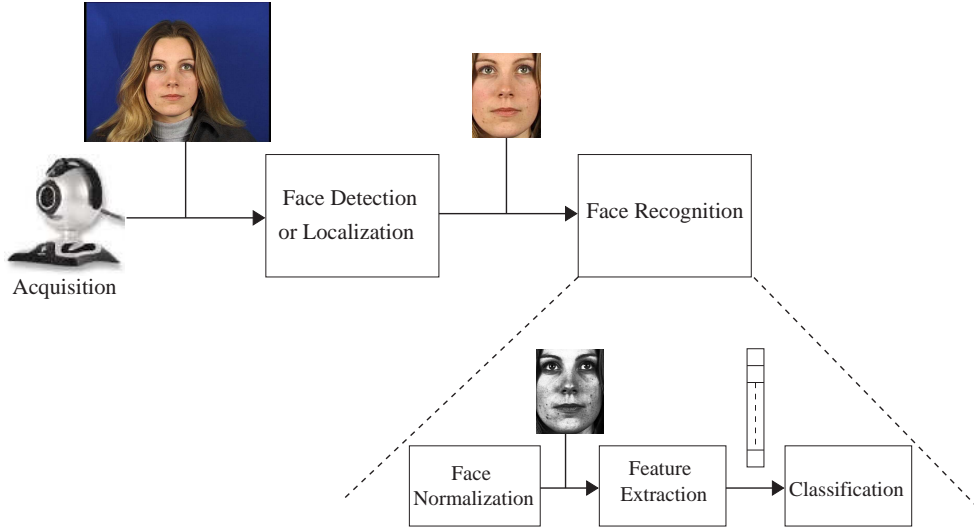 Acquisition
Face Detection
or Localization
Face Recognition
Face
Normalization
Feature
Extraction
Classification